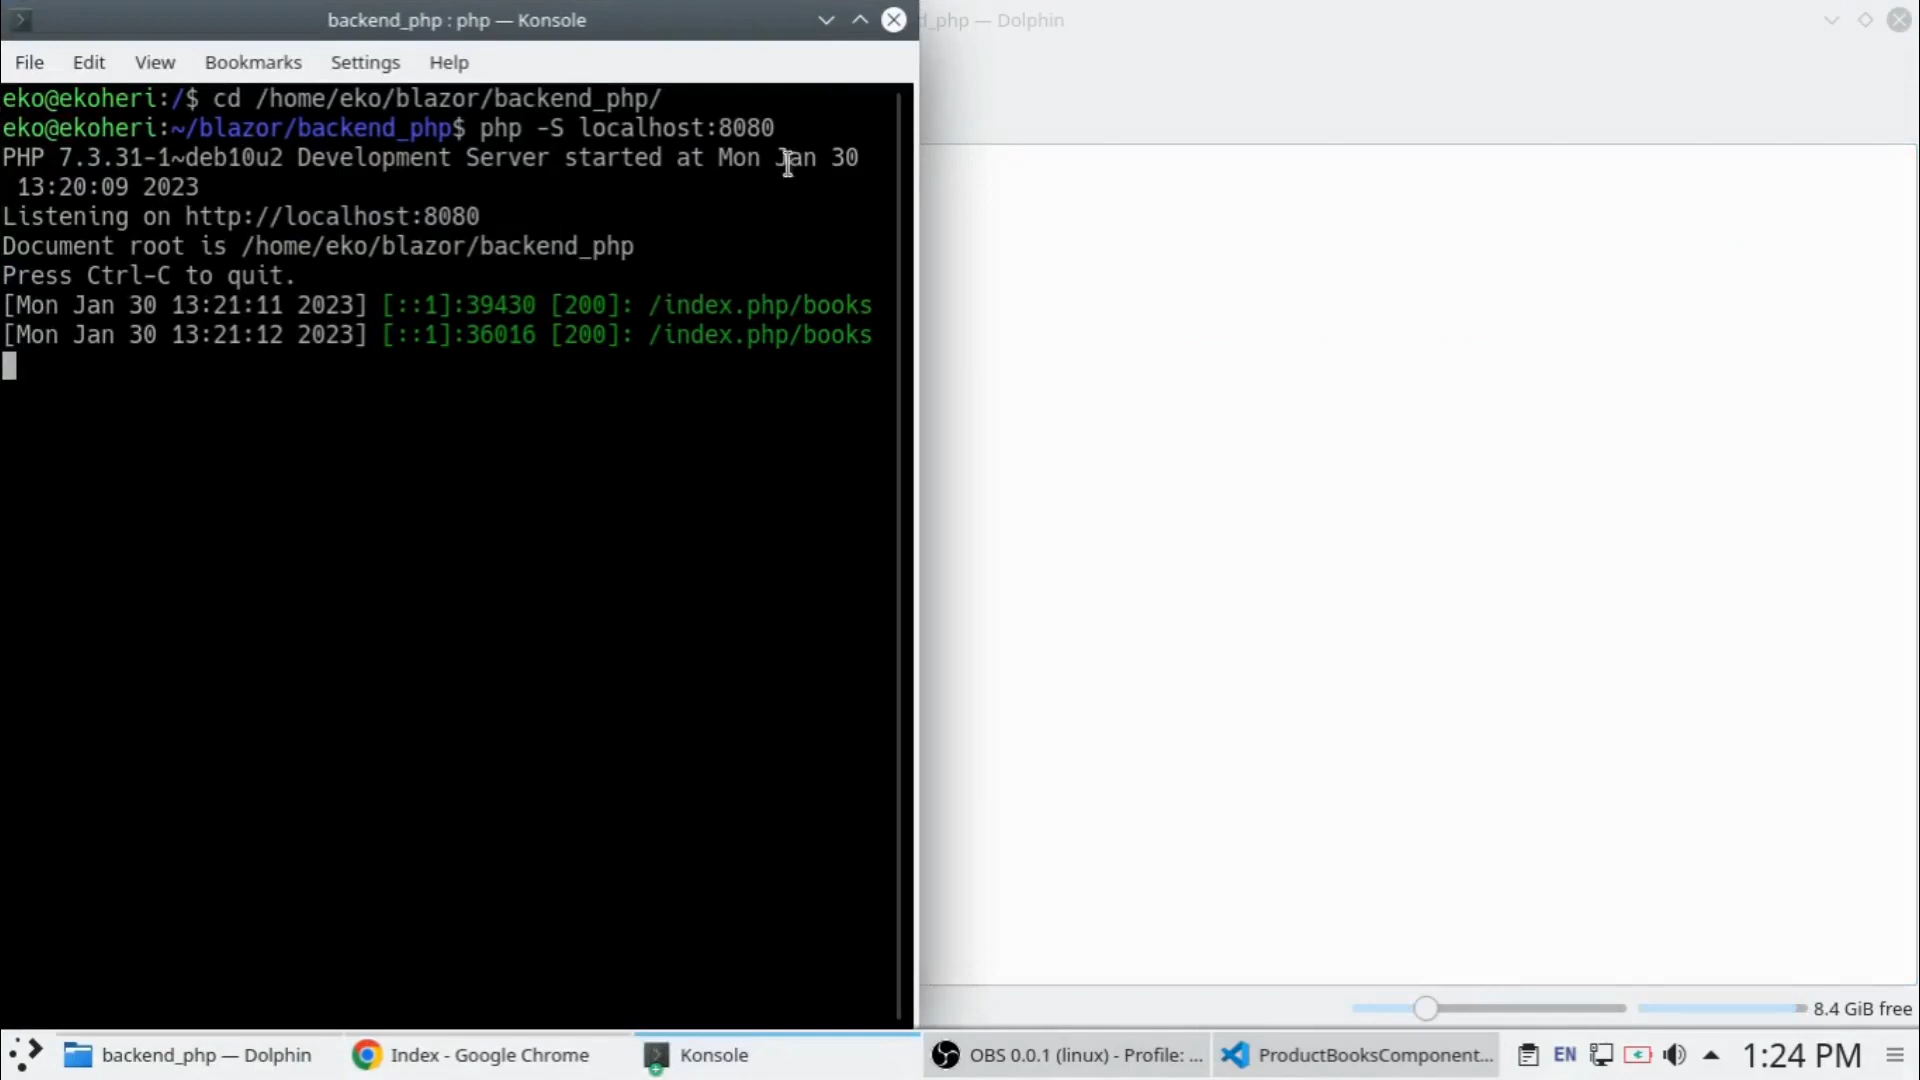 backend_php : php — Konsole
_php — Dolphin
File Edit View Bookmarks Settings Help
eko@ekoheri:/$ cd /home/eko/blazor/backend_php/
eko@ekoheri:~/blazor/backend_php$ php -S localhost:8080
PHP 7.3.31-1~deb10u2 Development Server started at Mon Jan 30
13:20:09 2023
Listening on http://localhost:8080
Document root is /home/eko/blazor/backend_php
Press Ctrl-C to quit.
[Mon Jan 30 13:21:11 2023] [::1]:39430 [200]: /index.php/books
[Mon Jan 30 13:21:12 2023] [::1]:36016 [200]: /index.php/books
8.4 GiB free
backend_php — Dolphin
Index - Google Chrome
Konsole
OBS 0.0.1 (linux) - Profile: ...
ProductBooksComponent...
EN
1:24 PM